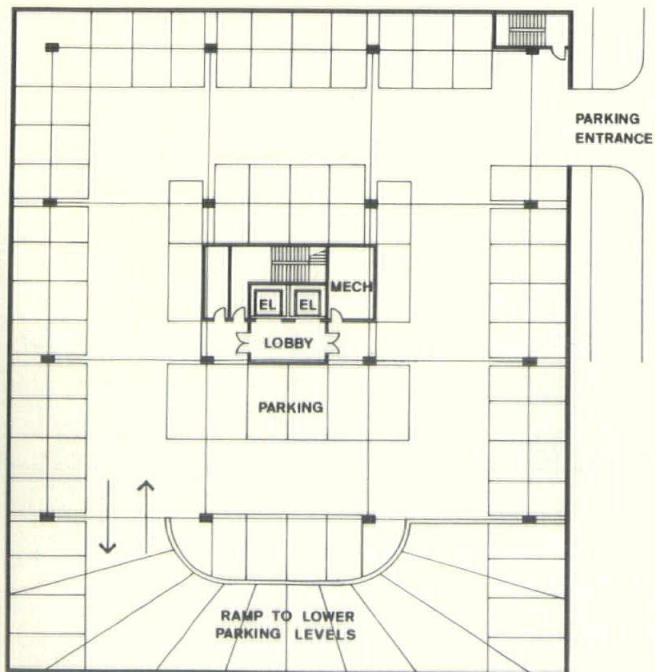 PARKING
ENTRANCE
MECH
EL EL
LOBBY
PARKING
RAMP TO LOWER
PARKING LEVELS